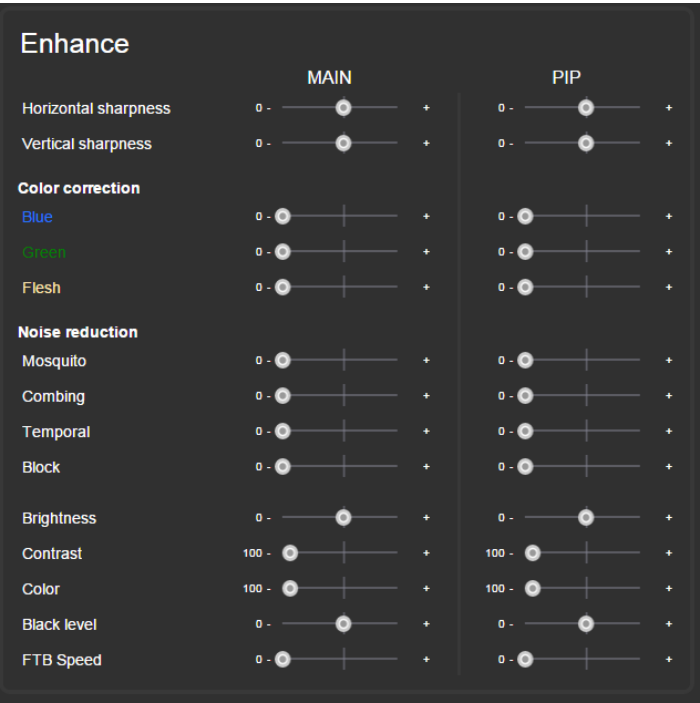 Enhance
MAIN PIP
Horizontal sharpness 0 - + 0 - +
Vertical sharpness 0 - + 0 - +
Color correction
Blue 0 - + 0 - +
Green 0 - + 0 - +
Flesh 0 - + 0 - +
Noise reduction
Mosquito 0 - + 0 - +
Combing 0 - + 0 - +
Temporal 0 - + 0 - +
Block 0 - + 0 - +
Brightness 0 - + 0 - +
Contrast 100 - + 100 - +
Color 100 - + 100 - +
Black level 0 - + 0 - +
FTB Speed 0 - + 0 - +